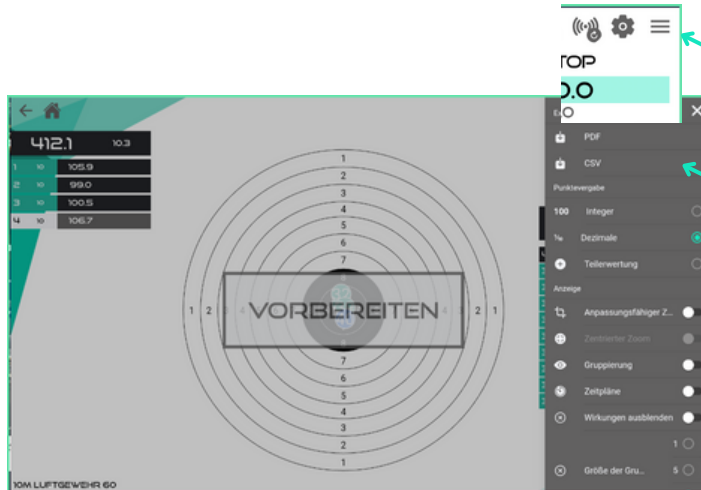 TOP
0.0
412.1 10.3
1 10 105.9
2 10 99.0
3 10 100.5
4 10 106.7
1
2
3
4
5
6
7
8
1 2 3 VORBEREITEN 3 2 1
7
6
5
4
3
2
1
10M LUFTGEWEHR 60
PDF
CSV
Punktevergabe
100 Integer
Dezimale
Teilerwertung
Anzeige
Anpassungsfähiger Z...
Zentrierter Zoom
Gruppierung
Zeitpläne
Wirkungen ausblenden
1
Größe der Gru... 5